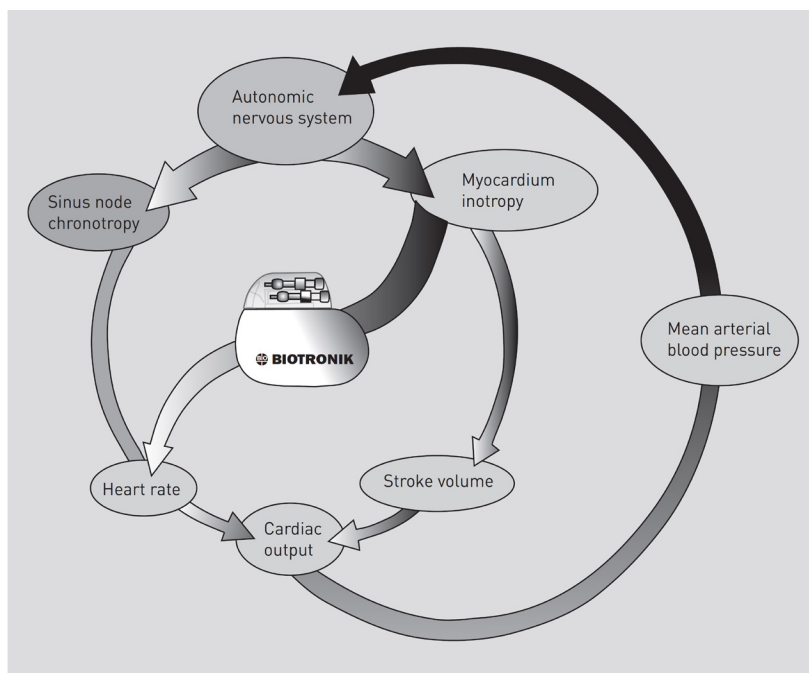 Autonomic
nervous system
Myocardium
inotropy
Sinus node
chronotropy
BIOTRONIK
Mean arterial
blood pressure
Heart rate
Stroke volume
Cardiac
output